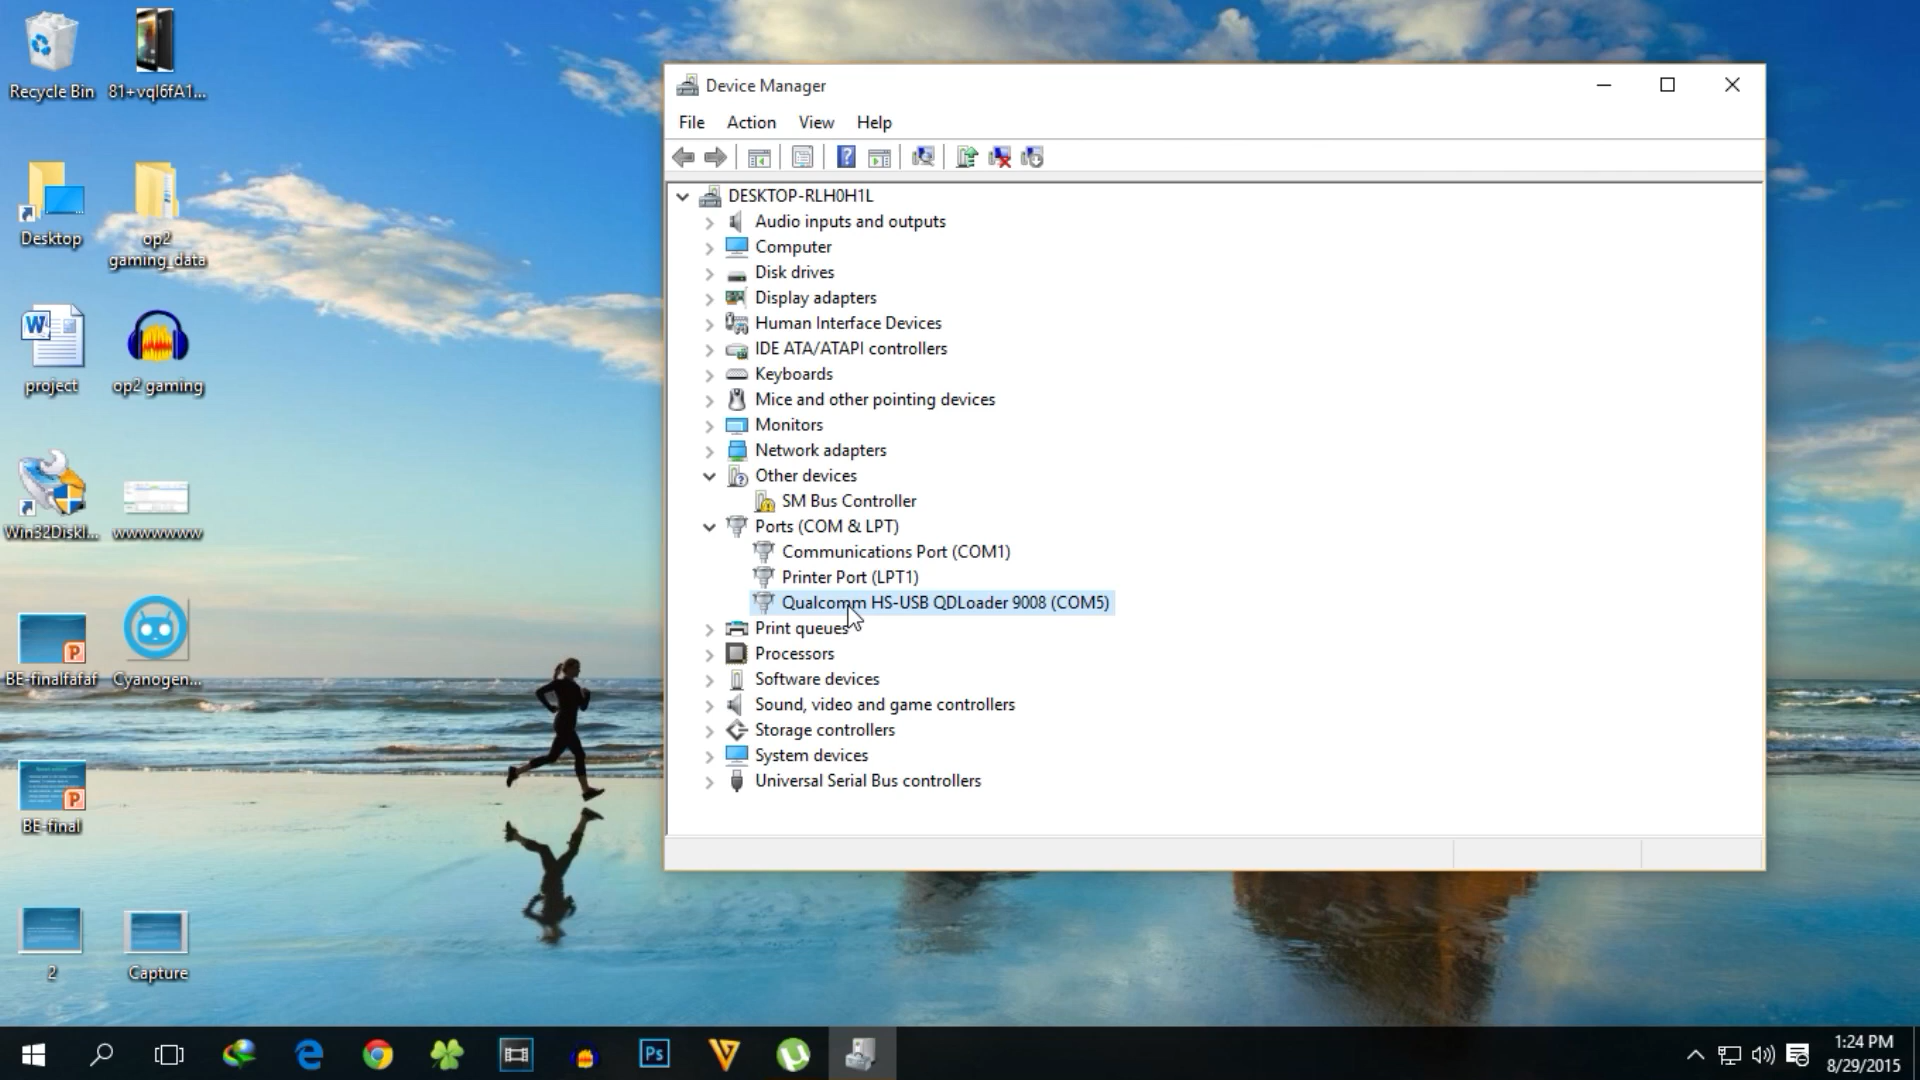 Recycle Bin
81+vql6fA1...
Desktop
op2
gaming_data
project
op2 gaming
Win32DiskI...
wwwwwwww
BE-finalfafaf
Cyanogen...
BE-final
2
Capture
Device Manager
File Action View Help
DESKTOP-RLH0H1L
Audio inputs and outputs
Computer
Disk drives
Display adapters
Human Interface Devices
IDE ATA/ATAPI controllers
Keyboards
Mice and other pointing devices
Monitors
Network adapters
Other devices
SM Bus Controller
Ports (COM & LPT)
Communications Port (COM1)
Printer Port (LPT1)
Qualcomm HS-USB QDLoader 9008 (COM5)
Print queues
Processors
Software devices
Sound, video and game controllers
Storage controllers
System devices
Universal Serial Bus controllers
Ps
1:24 PM
8/29/2015